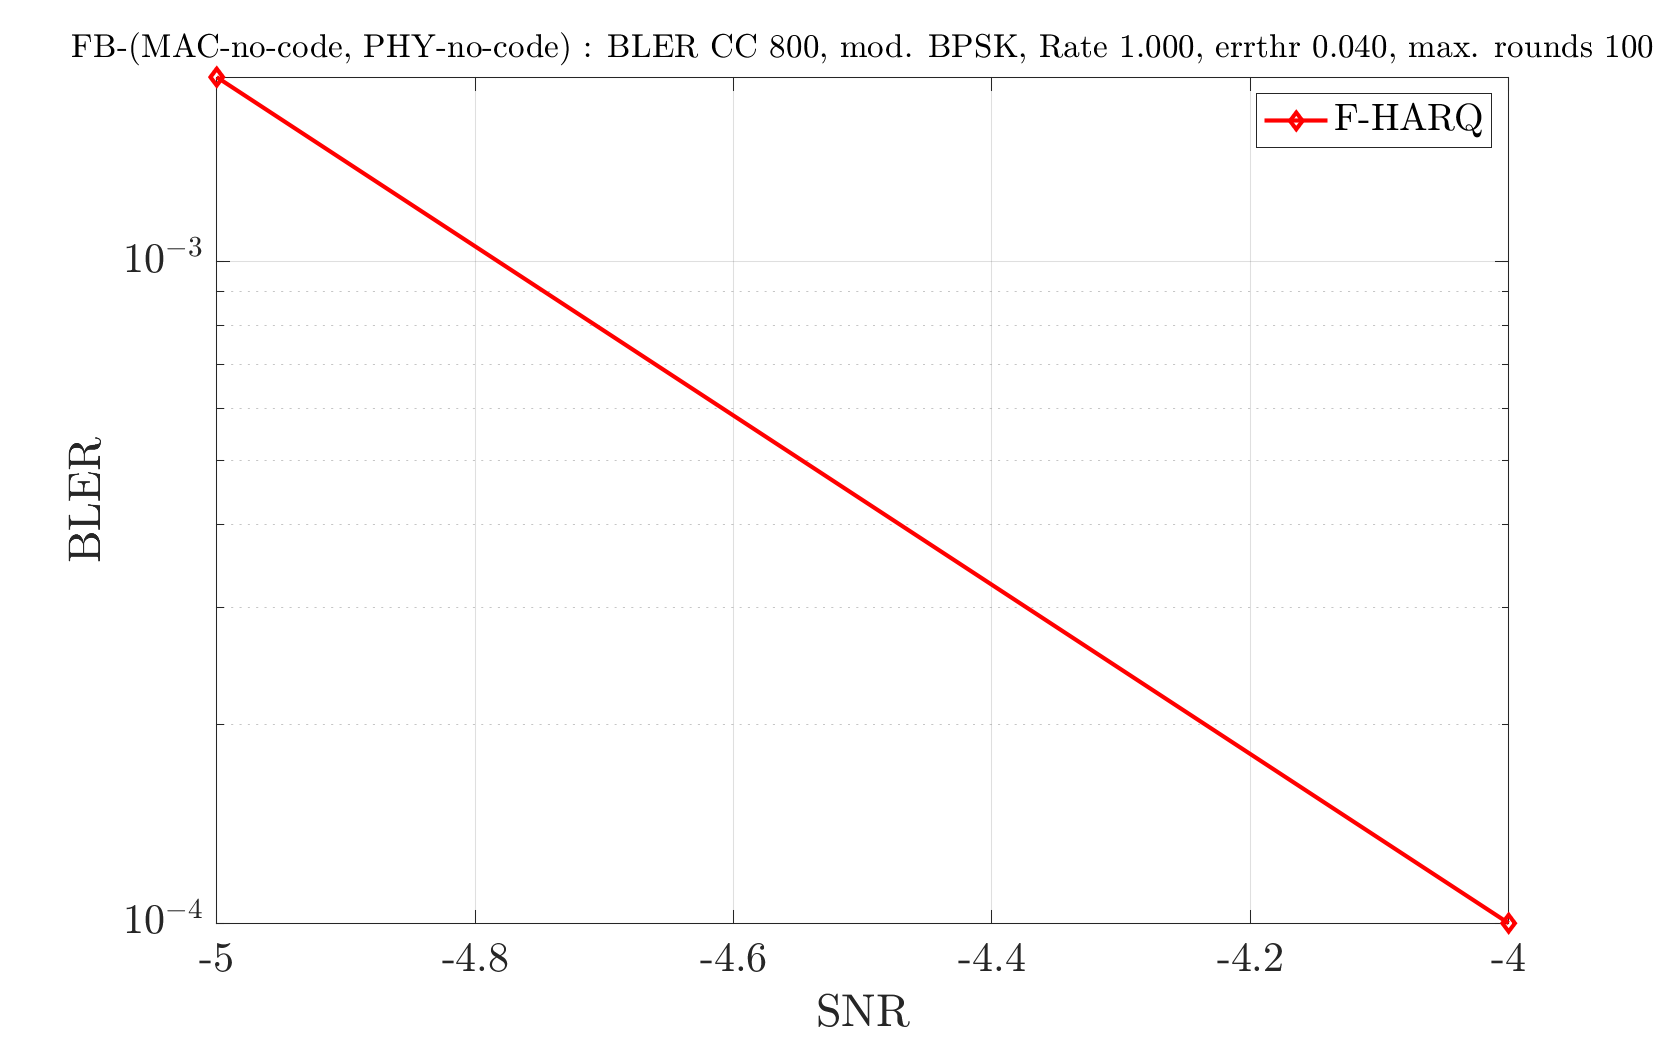 FB-(MAC-no-code, PHY-no-code) : BLER CC 800, mod. BPSK, Rate 1.000, errthr 0.040, max. rounds 100
F-HARQ
10^{-3}
BLER
10^{-4}
-5 -4.8 -4.6 -4.4 -4.2 -4
SNR